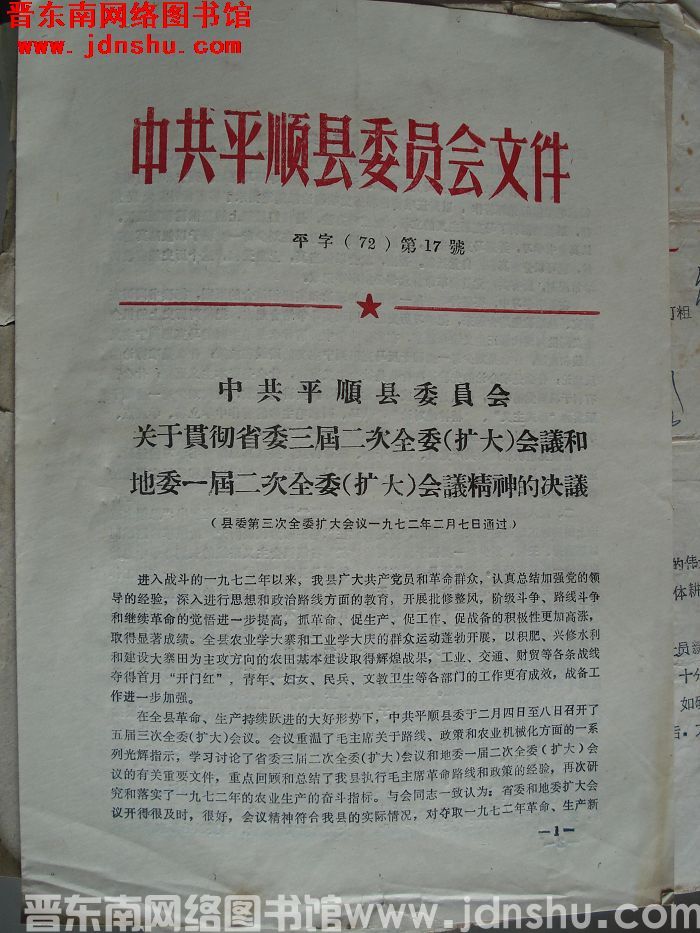 晋东南网络图书馆
www.jdnshu.com
中共平顺县委员会文件
平字(72)第17號
中共平順县委員会
关于貫彻省委三屆二次全委(扩大)会議和
地委一屆二次全委(扩大)会議精神的决議
(县委第三次全委扩大会议一九七二年二月七日通过)
进入战斗的一九七二年以来，我县广大共产党员和革命群众，认真总结加强党的领
导的经验，深入进行思想和政治路线方面的教育，开展批修整风，阶级斗争、路线斗争
和继续革命的觉悟进一步提高，抓革命、促生产、促工作、促战备的积极性更加高涨，
取得显著成绩。全县农业学大寨和工业学大庆的群众运动蓬勃开展，以积肥、兴修水利
和建设大寨田为主攻方向的农田基本建设取得辉煌战果，工业、交通、财贸等各条战线
夺得首月“开门红”，青年、妇女、民兵、文教卫生等各部门的工作更有成效，战备工
作进一步加强。
在全县革命、生产持续跃进的大好形势下，中共平顺县委于二月四日至八日召开了
五届三次全委(扩大)会议。会议重温了毛主席关于路线、政策和农业机械化方面的一系
列光辉指示，学习讨论了省委三届二次全委(扩大)会议和地委一届二次全委(扩大)会
议的有关重要文件，重点回顾和总结了我县执行毛主席革命路线和政策的经验，再次研
究和落实了一九七二年的农业生产的奋斗指标。与会同志一致认为：省委和地委扩大会
议开得很及时，很好，会议精神符合我县的实际情况，对夺取一九七二年革命、生产新
—1—
订粗
的伟
体耕
员
十分
如
后，
晋东南网络图书馆www.jdnshu.com